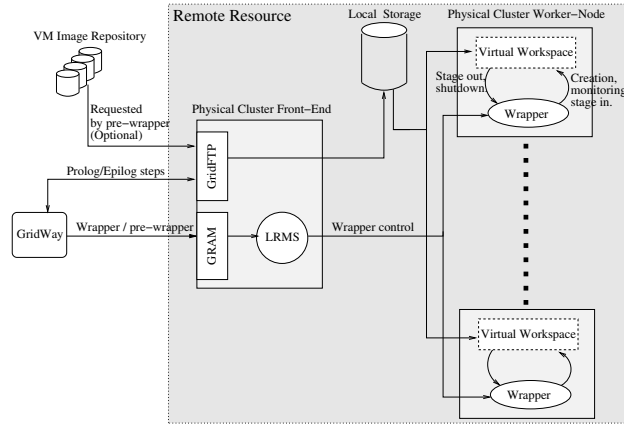 Remote Resource
Local Storage
Physical Cluster Worker-Node
VM Image Repository
Virtual Workspace
Stage out,
shutdown.
Creation,
monitoring
stage in.
Wrapper
Requested
by pre-wrapper
(Optional)
Physical Cluster Front-End
GridFTP
Prolog/Epilog steps
GridWay
Wrapper / pre-wrapper
GRAM
LRMS
Wrapper control
Virtual Workspace
Wrapper